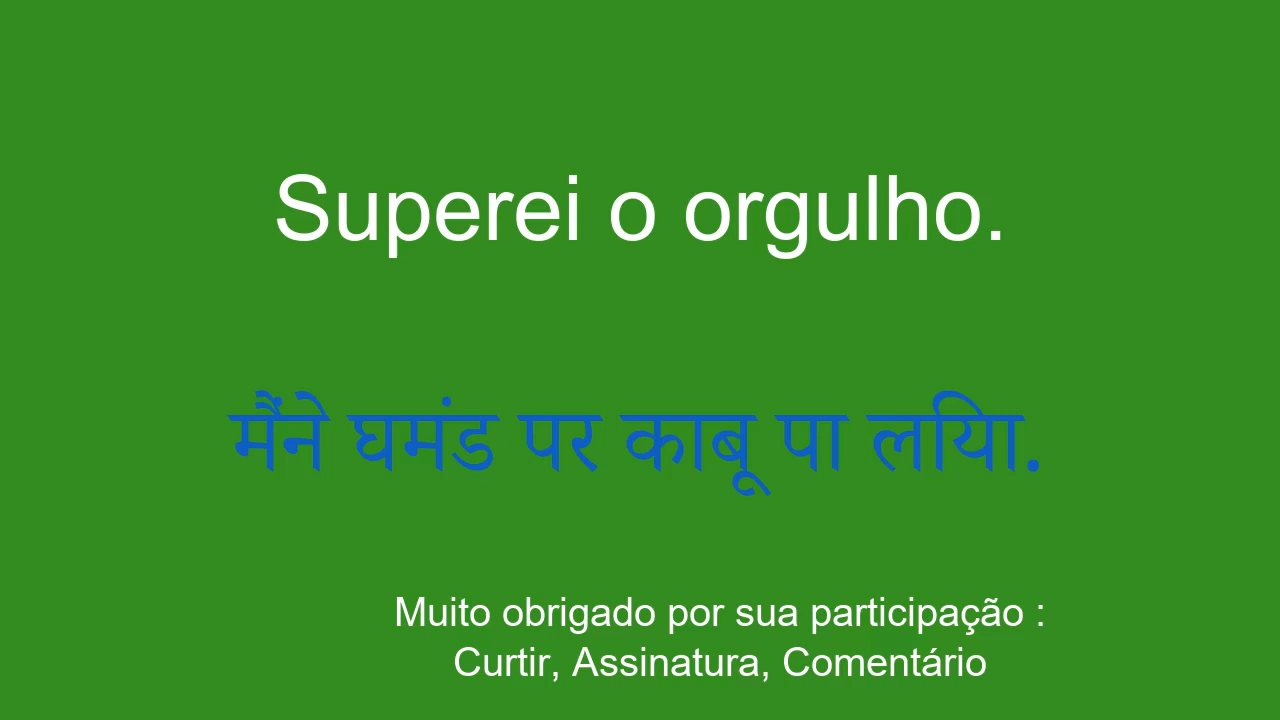 Superei o orgulho.
मैंने घमंड पर काबू पा लिया.
Muito obrigado por sua participação :
Curtir, Assinatura, Comentário